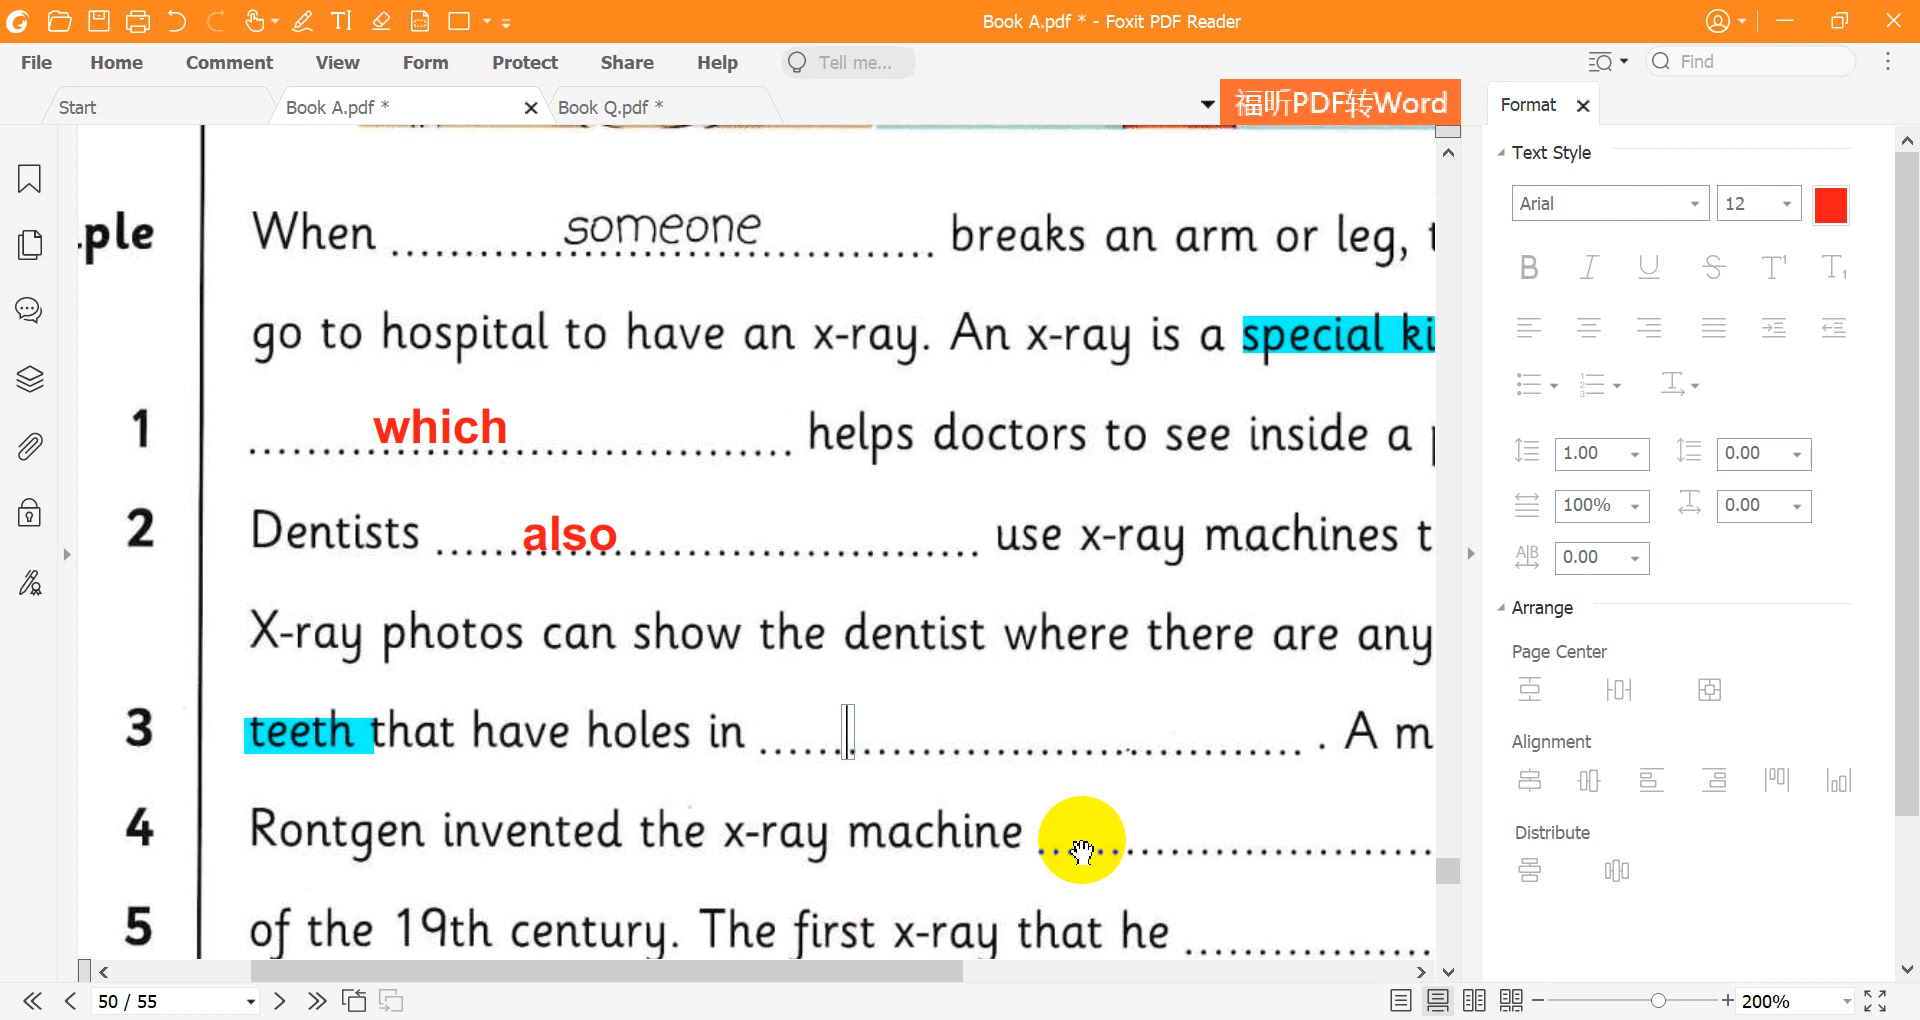 Book A.pdf * - Foxit PDF Reader
File Home Comment View Form Protect Share Help Tell me... Find
Start Book A.pdf * Book Q.pdf * 福昕PDF转Word Format
Text Style
Arial 12
1.00 0.00
100% 0.00
0.00
Arrange
Page Center
Alignment
Distribute
ple When someone breaks an arm or leg,
go to hospital to have an x-ray. An x-ray is a special ki
1 which helps doctors to see inside a
2 Dentists also use x-ray machines t
X-ray photos can show the dentist where there are any
3 teeth that have holes in . A m
4 Rontgen invented the x-ray machine
5 of the 19th century. The first x-ray that he
50 / 55 200%